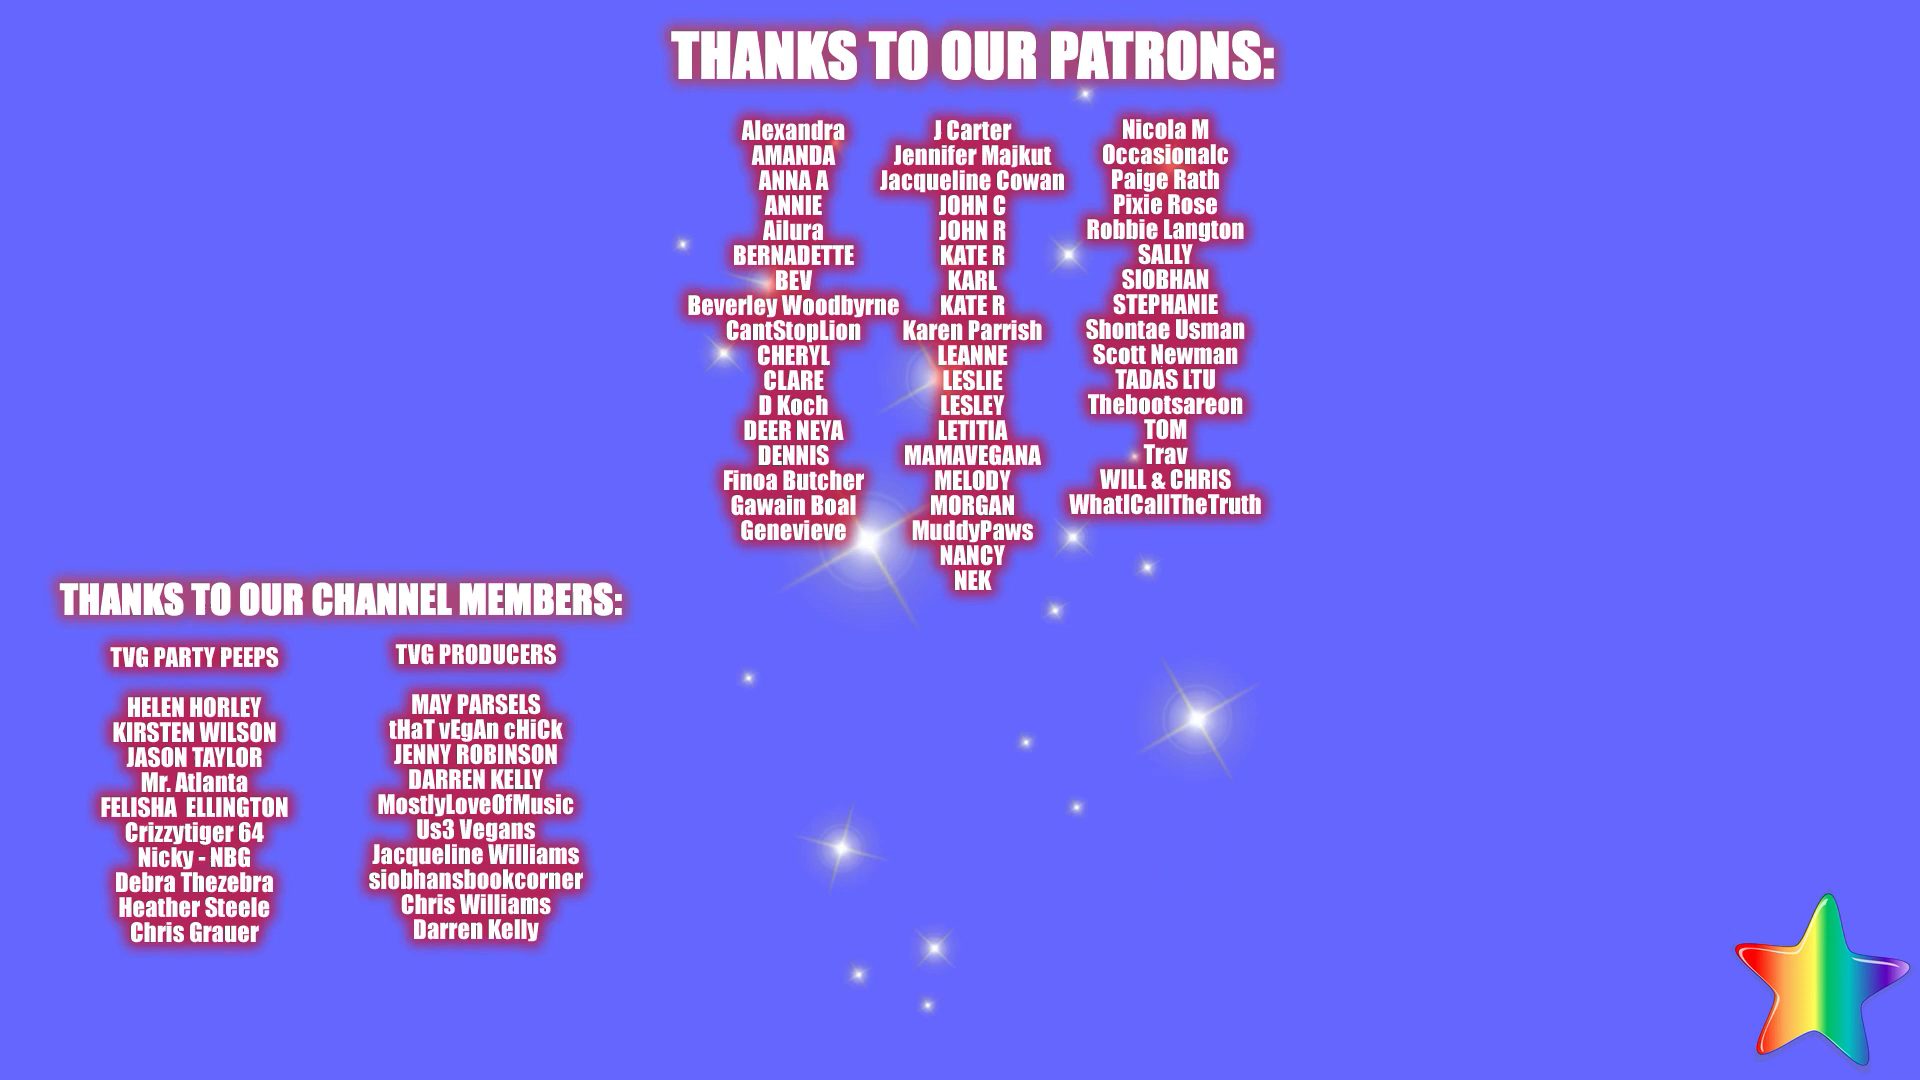 THANKS TO OUR PATRONS:
Alexandra
AMANDA
ANNA A
ANNIE
Ailura
BERNADETTE
BEV
Beverley Woodbyrne
CantStopLion
CHERYL
CLARE
D Koch
DEER NEYA
DENNIS
Finoa Butcher
Gawain Boal
Genevieve
J Carter
Jennifer Majkut
Jacqueline Cowan
JOHN C
JOHN R
KATE R
KARL
KATE R
Karen Parrish
LEANNE
LESLIE
LESLEY
LETITIA
MAMAVEGANA
MELODY
MORGAN
MuddyPaws
NANCY
NEK
Nicola M
Occasionalc
Paige Rath
Pixie Rose
Robbie Langton
SALLY
SIOBHAN
STEPHANIE
Shontae Usman
Scott Newman
TADAS LTU
Thebootsareon
TOM
Trav
WILL & CHRIS
WhatICallTheTruth
THANKS TO OUR CHANNEL MEMBERS:
TVG PARTY PEEPS
HELEN HORLEY
KIRSTEN WILSON
JASON TAYLOR
Mr. Atlanta
FELISHA ELLINGTON
Crizzytiger 64
Nicky - NBG
Debra Thezebra
Heather Steele
Chris Grauer
TVG PRODUCERS
MAY PARSELS
tHaT vEgAn cHiCk
JENNY ROBINSON
DARREN KELLY
MostlyLoveOfMusic
Us3 Vegans
Jacqueline Williams
siobhansbookcorner
Chris Williams
Darren Kelly